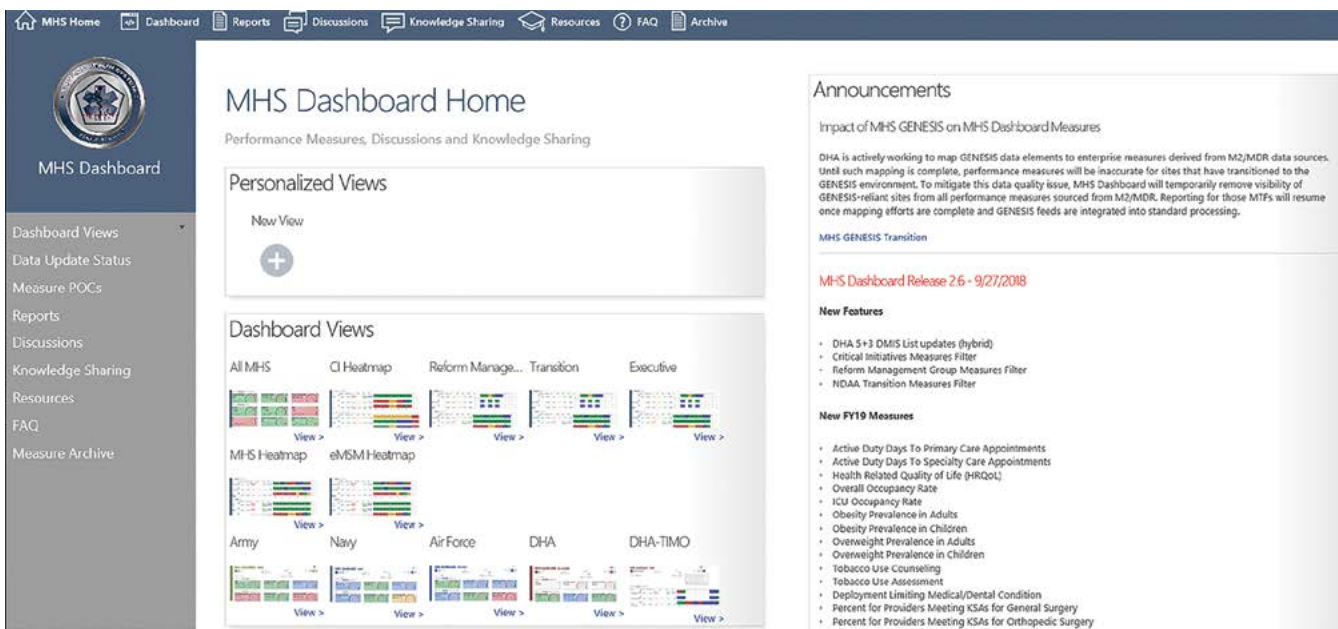 MHS Home Dashboard Reports Discussions Knowledge Sharing Resources FAQ Archive
MHS Dashboard
Dashboard Views
Data Update Status
Measure POCs
Reports
Discussions
Knowledge Sharing
Resources
FAQ
Measure Archive
MHS Dashboard Home
Performance Measures, Discussions and Knowledge Sharing
Personalized Views
New View
Dashboard Views
All MHS CI Heatmap Reform Manage... Transition Executive
View > View > View > View > View >
MHS Heatmap eMSM Heatmap
View > View >
Army Navy Air Force DHA DHA-TIMO
View > View > View > View > View >
Announcements
Impact of MHS GENESIS on MHS Dashboard Measures
DHA is actively working to map GENESIS data elements to enterprise measures derived from M2/MDR data sources.
Until such mapping is complete, performance measures will be inaccurate for sites that have transitioned to the
GENESIS environment. To mitigate this data quality issue, MHS Dashboard will temporarily remove visibility of
GENESIS-reliant sites from all performance measures sourced from M2/MDR. Reporting for those MTFs will resume
once mapping efforts are complete and GENESIS feeds are integrated into standard processing.
MHS GENESIS Transition
MHS Dashboard Release 2.6 - 9/27/2018
New Features
• DHA 5+3 DMIS List updates (hybrid)
• Critical Initiatives Measures Filter
• Reform Management Group Measures Filter
• NDAA Transition Measures Filter
New FY19 Measures
• Active Duty Days To Primary Care Appointments
• Active Duty Days To Specialty Care Appointments
• Health Related Quality of Life (HRQoL)
• Overall Occupancy Rate
• ICU Occupancy Rate
• Obesity Prevalence in Adults
• Obesity Prevalence in Children
• Overweight Prevalence in Adults
• Overweight Prevalence in Children
• Tobacco Use Counseling
• Tobacco Use Assessment
• Deployment Limiting Medical/Dental Condition
• Percent for Providers Meeting KSAs for General Surgery
• Percent for Providers Meeting KSAs for Orthopedic Surgery